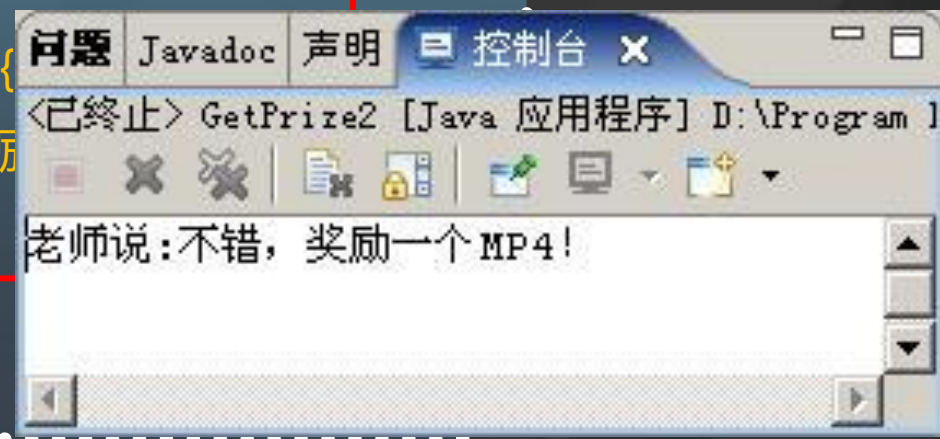 {
问题 Javadoc 声明 控制台
<已终止> GetPrize2 [Java 应用程序] D:\Program
励
老师说:不错，奖励一个MP4!